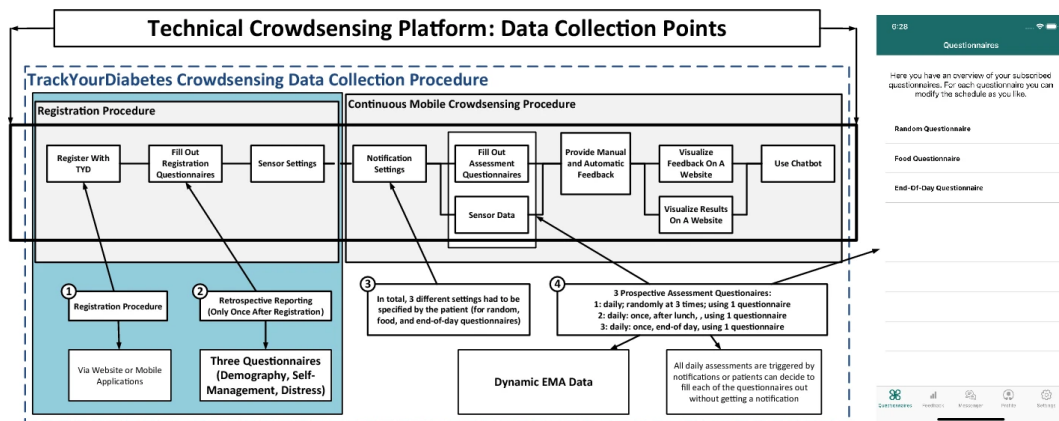 Technical Crowdsensing Platform: Data Collection Points
TrackYourDiabetes Crowdsensing Data Collection Procedure
Registration Procedure
Continuous Mobile Crowdsensing Procedure
Register With
TYD
Fill Out
Registration
Questionnaires
Sensor Settings
Notification
Settings
Fill Out
Assessment
Questionnaires
Sensor Data
Provide Manual
and Automatic
Feedback
Visualize
Feedback On A
Website
Visualize Results
On A Website
Use Chatbot
1
Registration Procedure
2
Retrospective Reporting
(Only Once After Registration)
3
In total, 3 different settings had to be
specified by the patient (for random,
food, and end-of-day questionnaires)
4
3 Prospective Assessment Questionaires:
1: daily; randomly at 3 times; using 1 questionnaire
2: daily: once, after lunch, , using 1 questionnaire
3: daily: once, end of day, using 1 questionnaire
Via Website or Mobile
Applications
Three Questionnaires
(Demography, Self-
Management, Distress)
Dynamic EMA Data
All daily assessments are triggered by
notifications or patients can decide to
fill each of the questionnaires out
without getting a notification
6:28
Questionnaires
Here you have an overview of your subscribed
questionnaires. For each questionnaire you can
modify the schedule as you like.
Random Questionnaire
Food Questionnaire
End-Of-Day Questionnaire
Questionnaires
Feedback
Messenger
Profile
Settings